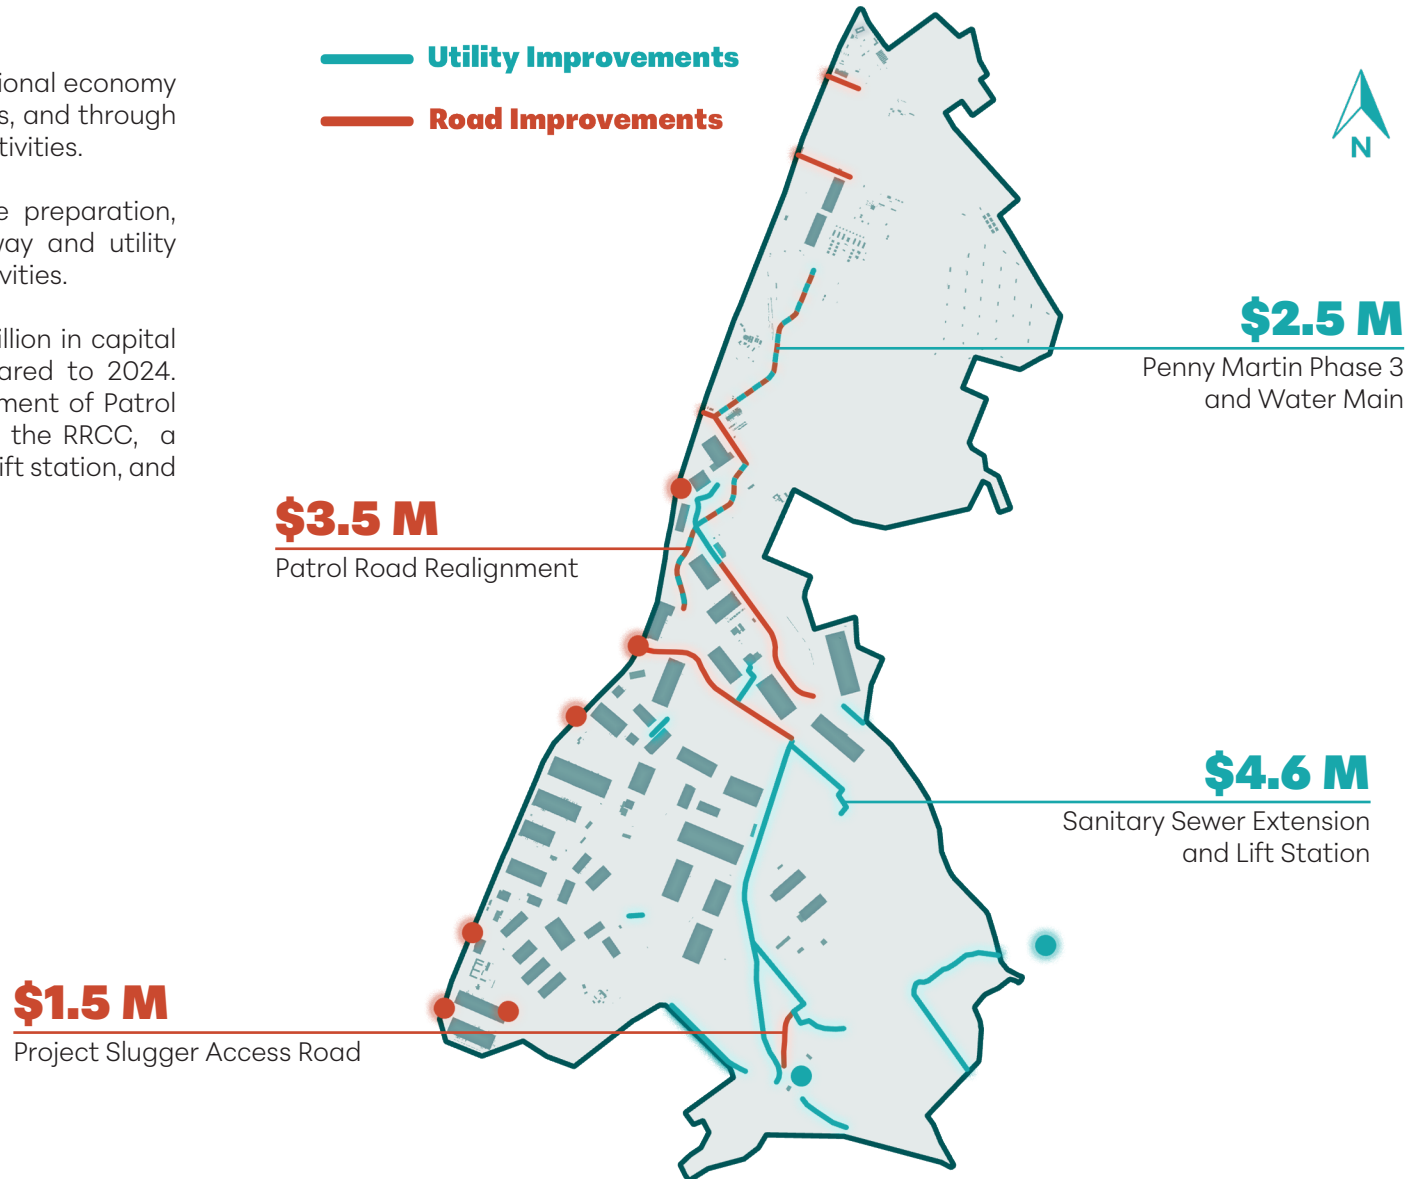 ional economy
s, and through
tivities.
e preparation,
way and utility
vities.
illion in capital
ared to 2024.
ment of Patrol
the RRCC, a
ift station, and
Utility Improvements
Road Improvements
N
$2.5 M
Penny Martin Phase 3
and Water Main
$3.5 M
Patrol Road Realignment
$4.6 M
Sanitary Sewer Extension
and Lift Station
$1.5 M
Project Slugger Access Road